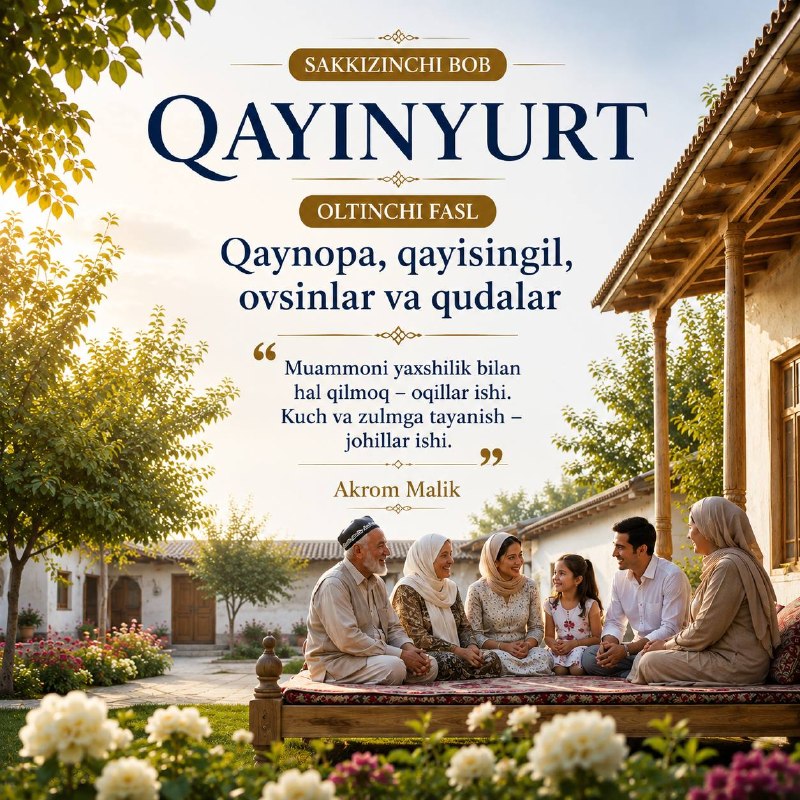 SAKKIZINCHI BOB
QAYINYURT
OLTINCHI FASL
Qaynopa, qayisingil,
ovsinlar va qudalar
“ Muammoni yaxshilik bilan
hal qilmoq – oqillar ishi.
Kuch va zulmga tayanish –
johillar ishi. ”
Akrom Malik